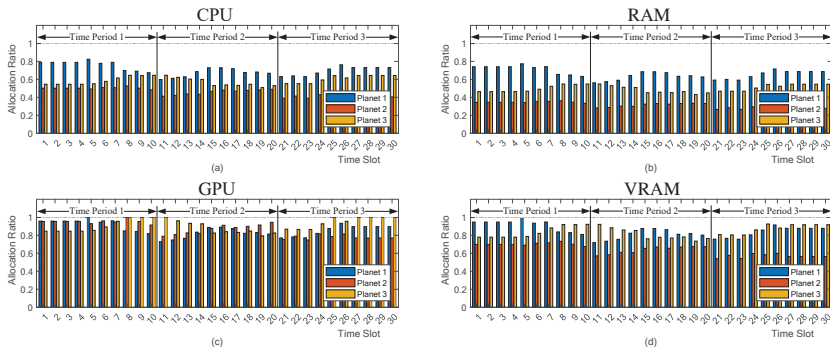 CPU
Time Period 1 Time Period 2 Time Period 3
Allocation Ratio
1
0.8
0.6
0.4
0.2
0
Planet 1
Planet 2
Planet 3
1 2 3 4 5 6 7 8 9 10 11 12 13 14 15 16 17 18 19 20 21 22 23 24 25 26 27 28 29 30
Time Slot
(a)
RAM
Time Period 1 Time Period 2 Time Period 3
Allocation Ratio
1
0.8
0.6
0.4
0.2
0
Planet 1
Planet 2
Planet 3
1 2 3 4 5 6 7 8 9 10 11 12 13 14 15 16 17 18 19 20 21 22 23 24 25 26 27 28 29 30
Time Slot
(b)
GPU
Time Period 1 Time Period 2 Time Period 3
Allocation Ratio
1
0.8
0.6
0.4
0.2
0
Planet 1
Planet 2
Planet 3
1 2 3 4 5 6 7 8 9 10 11 12 13 14 15 16 17 18 19 20 21 22 23 24 25 26 27 28 29 30
Time Slot
(c)
VRAM
Time Period 1 Time Period 2 Time Period 3
Allocation Ratio
1
0.8
0.6
0.4
0.2
0
Planet 1
Planet 2
Planet 3
1 2 3 4 5 6 7 8 9 10 11 12 13 14 15 16 17 18 19 20 21 22 23 24 25 26 27 28 29 30
Time Slot
(d)